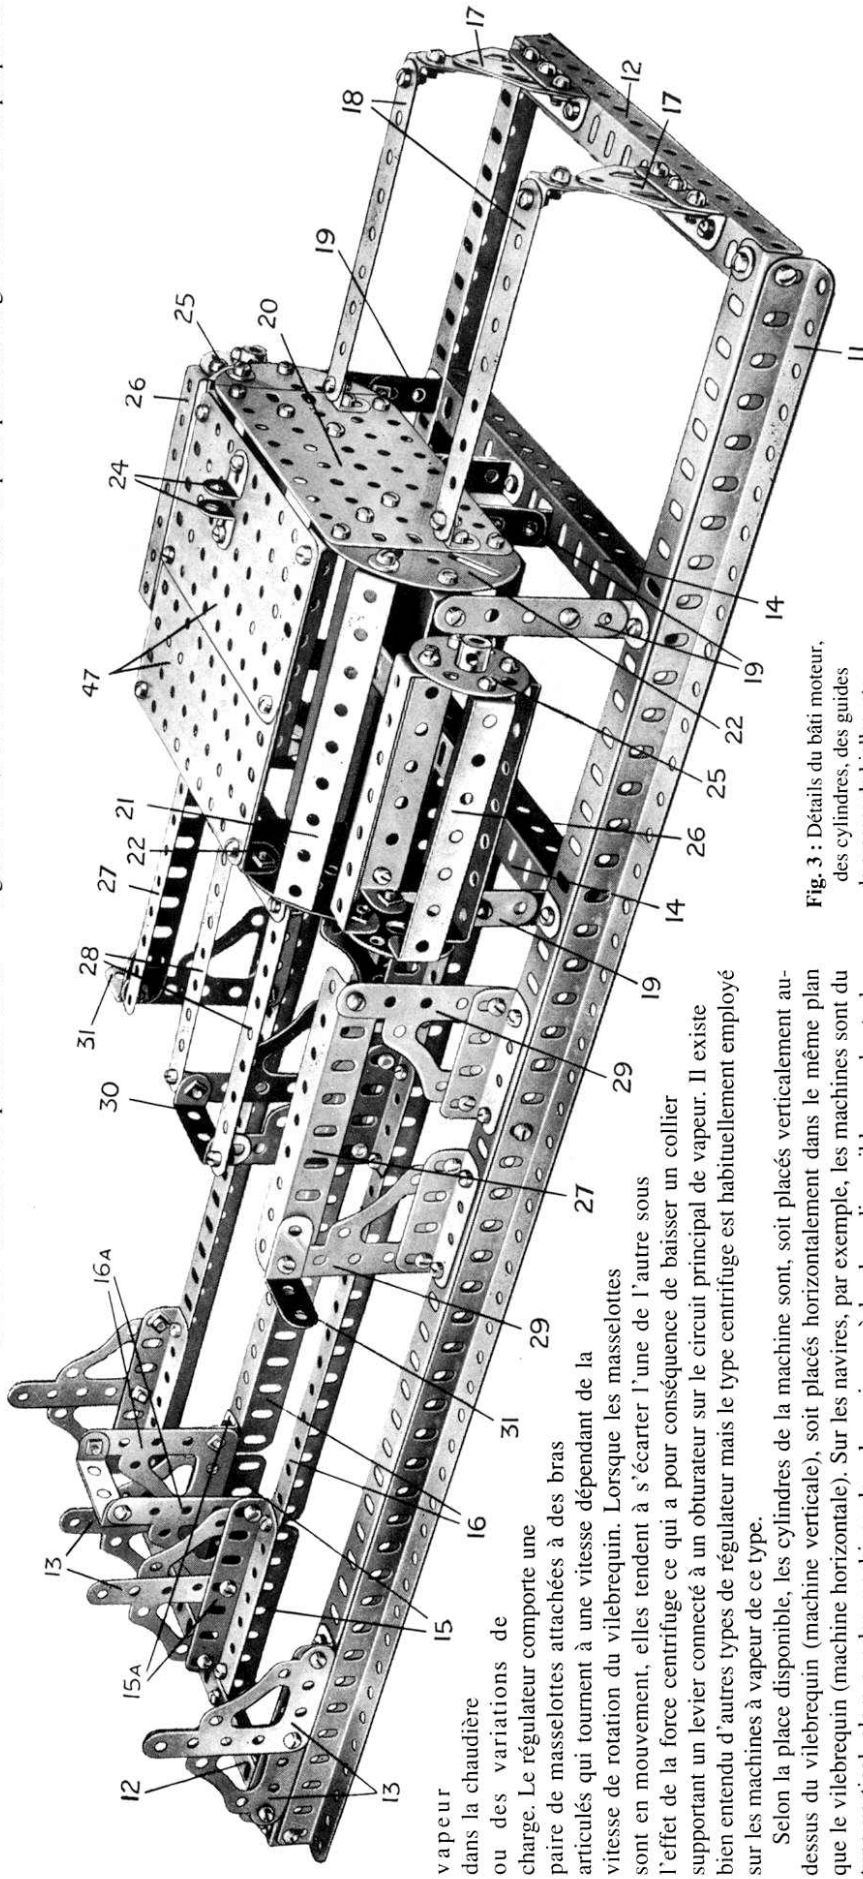 17
18
12
17
19
25
20
26
24
47
11
14
19
22
25
21
22
26
27
14
28
19
31
30
29
27
16A
29
31
13
16
15
15A
12
13
Fig. 3 : Détails du bâti moteur,
des cylindres, des guides
vapeur
dans la chaudière
ou des variations de
charge. Le régulateur comporte une
paire de masselottes attachées à des bras
articulés qui tournent à une vitesse dépendant de la
vitesse de rotation du vilebrequin. Lorsque les masselottes
sont en mouvement, elles tendent à s'écarter l'une de l'autre sous
l'effet de la force centrifuge ce qui a pour conséquence de baisser un collier
supportant un levier connecté à un obturateur sur le circuit principal de vapeur. Il existe
bien entendu d'autres types de régulateur mais le type centrifuge est habituellement employé
sur les machines à vapeur de ce type.
Selon la place disponible, les cylindres de la machine sont, soit placés verticalement au-
dessus du vilebrequin (machine verticale), soit placés horizontalement dans le même plan
que le vilebrequin (machine horizontale). Sur les navires, par exemple, les machines sont du